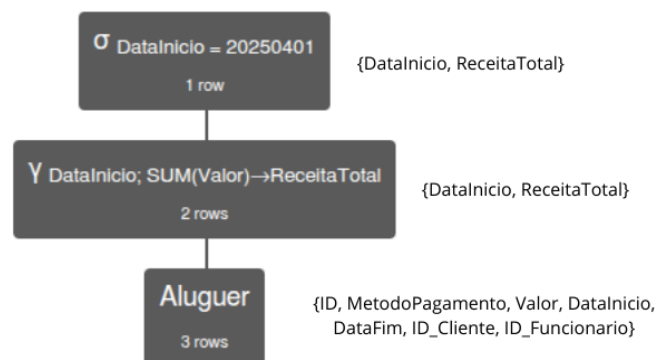 σ DataInicio = 20250401
1 row
{DataInicio, ReceitaTotal}
γ DataInicio; SUM(Valor)→ReceitaTotal
2 rows
{DataInicio, ReceitaTotal}
Aluguer
3 rows
{ID, MetodoPagamento, Valor, DataInicio,
DataFim, ID_Cliente, ID_Funcionario}